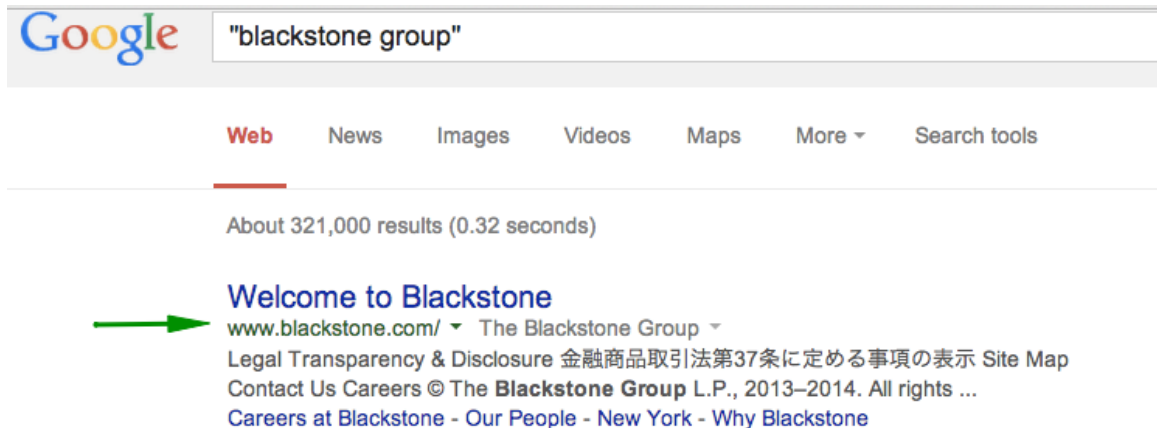 Google "blackstone group"
Web News Images Videos Maps More Search tools
About 321,000 results (0.32 seconds)
Welcome to Blackstone
www.blackstone.com/ The Blackstone Group
Legal Transparency & Disclosure 金融商品取引法第37条に定める事項の表示 Site Map
Contact Us Careers © The Blackstone Group L.P., 2013–2014. All rights ...
Careers at Blackstone - Our People - New York - Why Blackstone